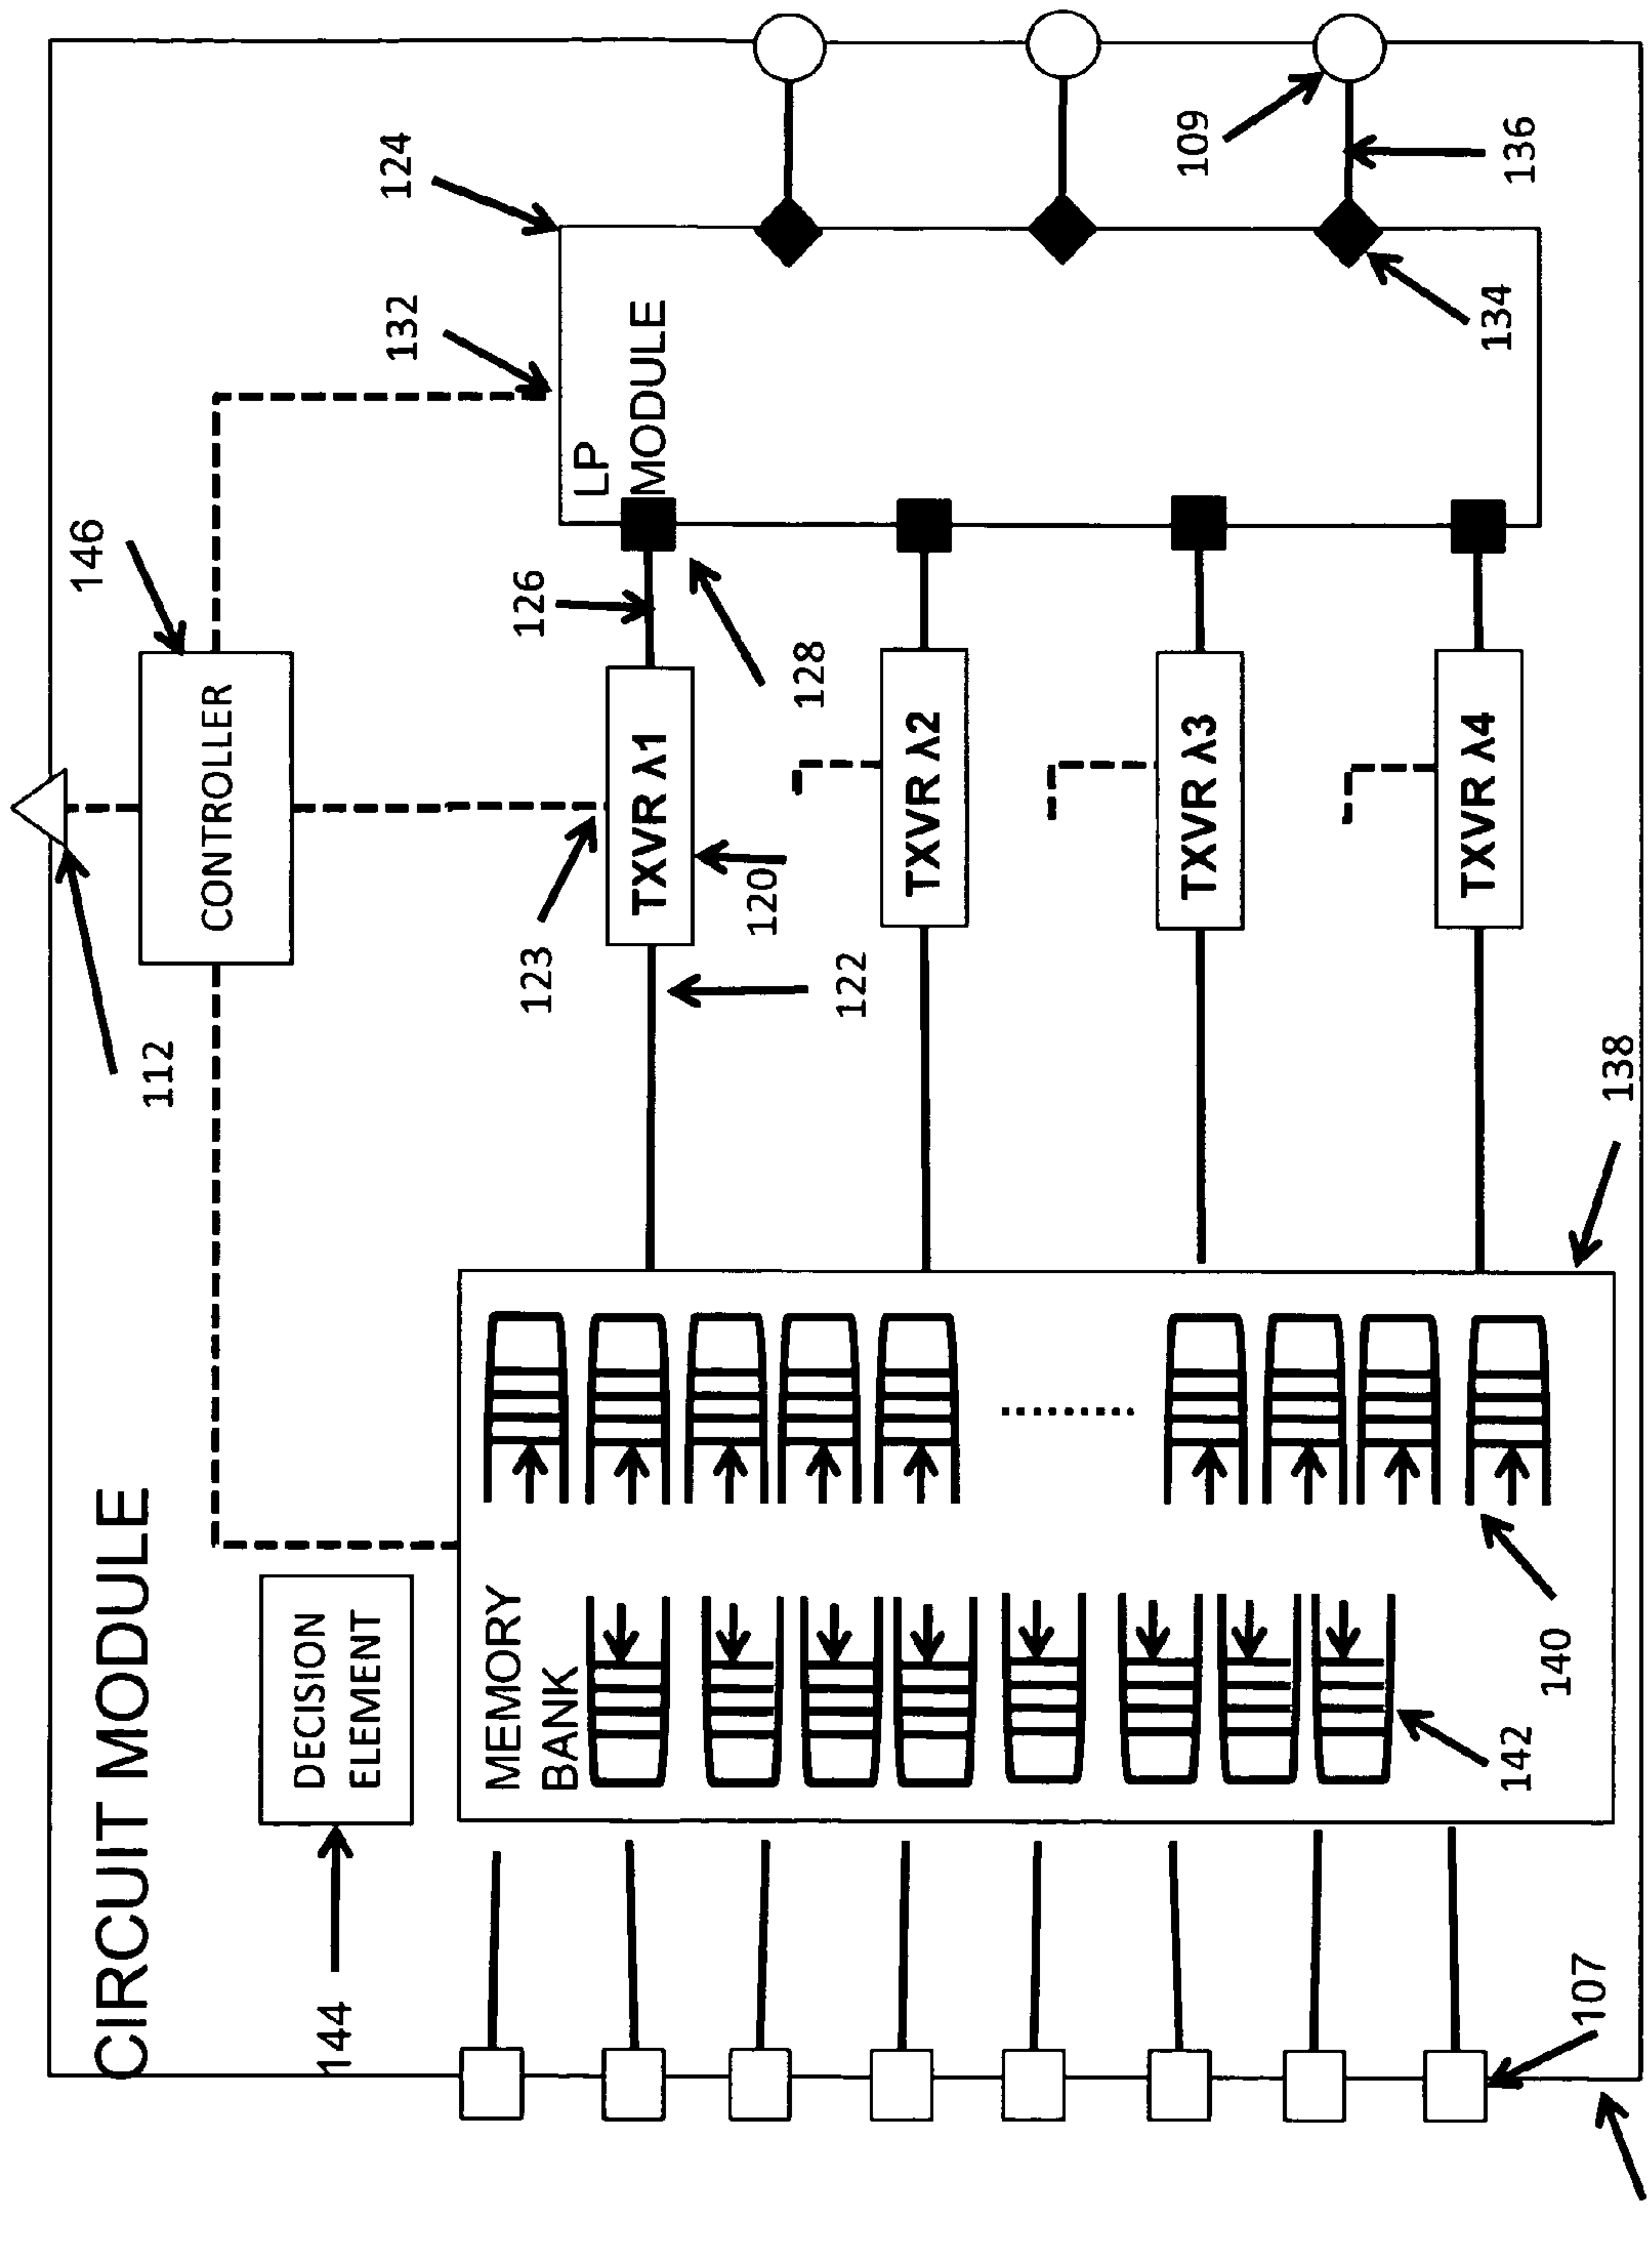 CIRCUIT MODULE
144
DECISION
ELEMENT
112
146
CONTROLLER
132
124
MEMORY
BANK
142
140
138
107
123
TXVR λ1
120
122
126
128
TXVR λ2
TXVR λ3
TXVR λ4
LP
MODULE
109
136
134